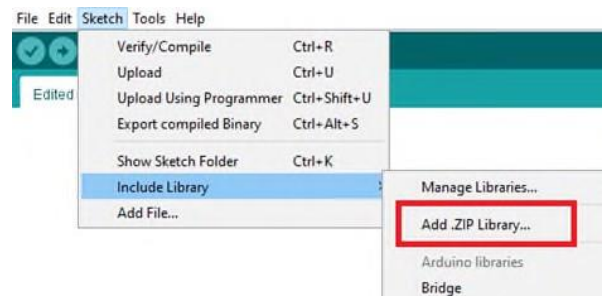 File Edit Sketch Tools Help
Verify/Compile Ctrl+R
Upload Ctrl+U
Edited
Upload Using Programmer Ctrl+Shift+U
Export compiled Binary Ctrl+Alt+S
Show Sketch Folder Ctrl+K
Include Library
Add File...
Manage Libraries...
Add .ZIP Library...
Arduino libraries
Bridge